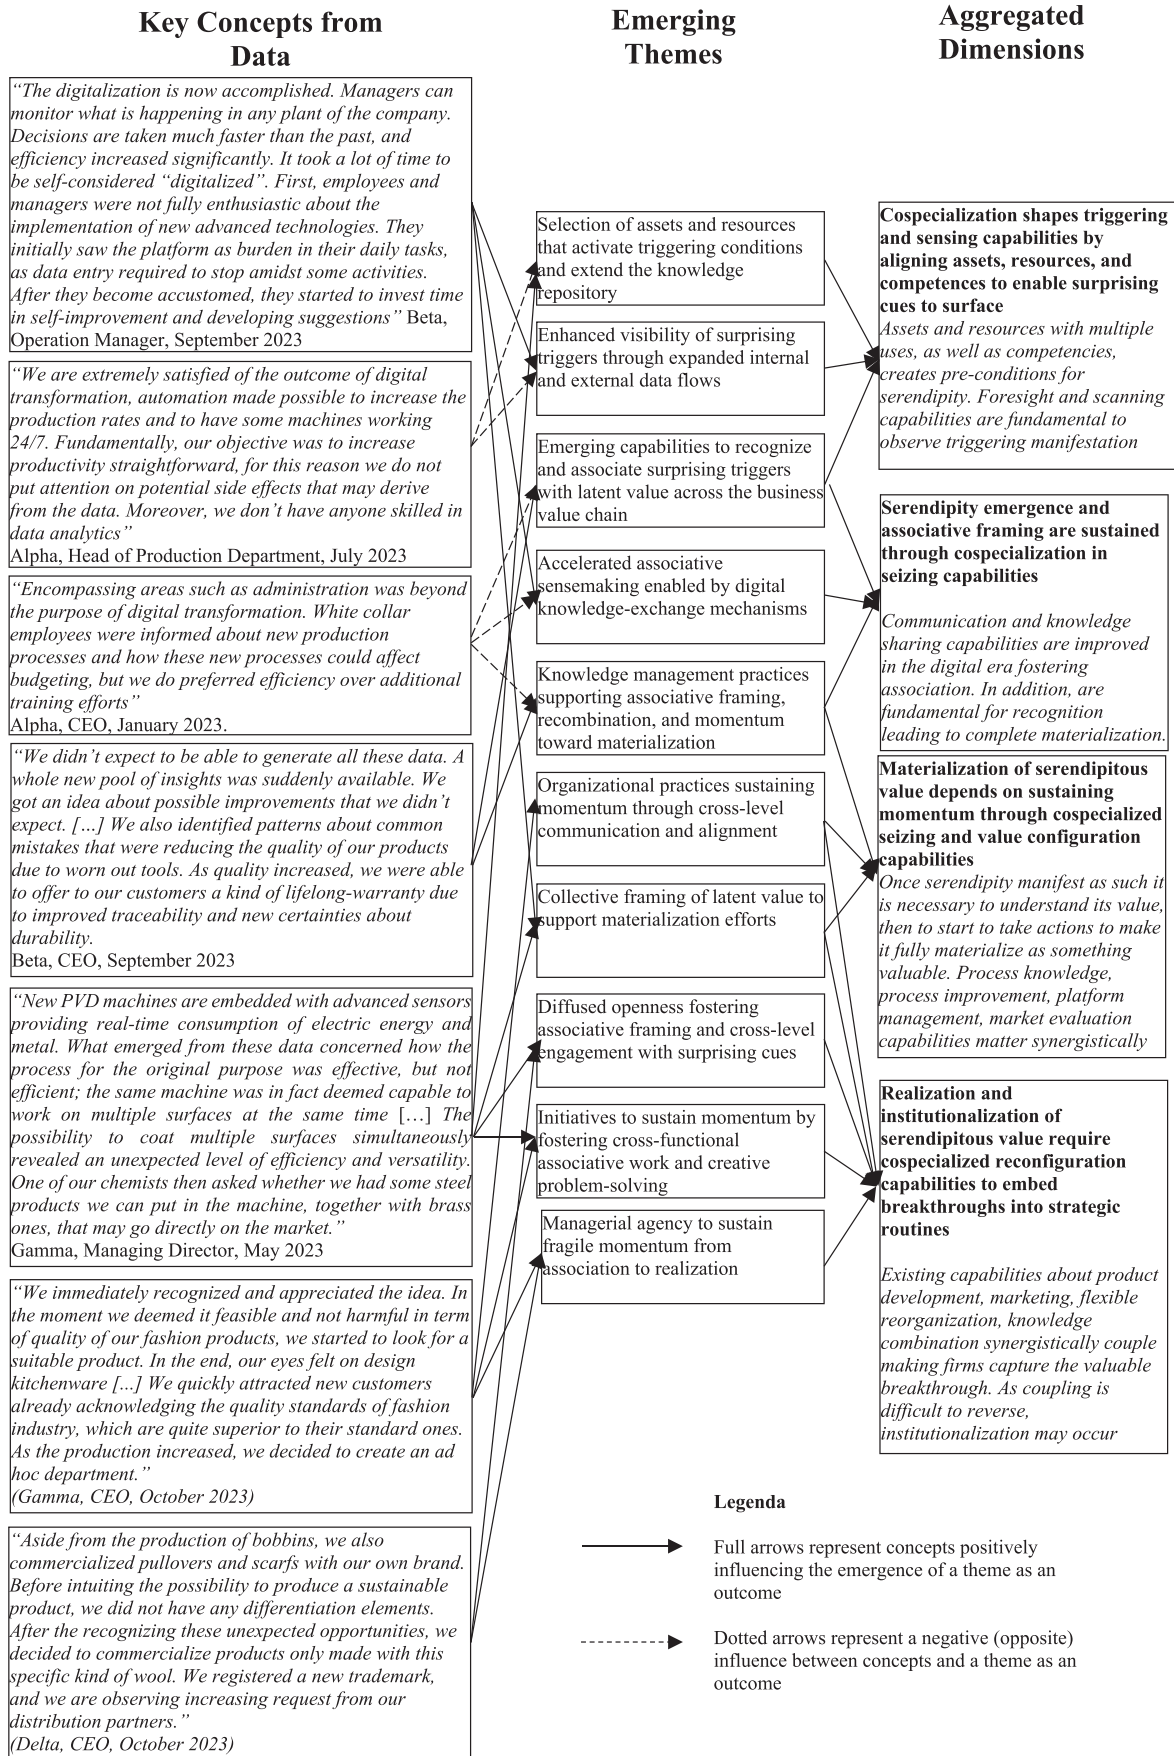 Key Concepts from
Data
Emerging
Themes
Aggregated
Dimensions
“The digitalization is now accomplished. Managers can
monitor what is happening in any plant of the company.
Decisions are taken much faster than the past, and
efficiency increased significantly. It took a lot of time to
be self-considered “digitalized”. First, employees and
managers were not fully enthusiastic about the
implementation of new advanced technologies. They
initially saw the platform as burden in their daily tasks,
as data entry required to stop amidst some activities.
After they become accustomed, they started to invest time
in self-improvement and developing suggestions” Beta,
Operation Manager, September 2023
“We are extremely satisfied of the outcome of digital
transformation, automation made possible to increase the
production rates and to have some machines working
24/7. Fundamentally, our objective was to increase
productivity straightforward, for this reason we do not
put attention on potential side effects that may derive
from the data. Moreover, we don’t have anyone skilled in
data analytics”
Alpha, Head of Production Department, July 2023
“Encompassing areas such as administration was beyond
the purpose of digital transformation. White collar
employees were informed about new production
processes and how these new processes could affect
budgeting, but we do preferred efficiency over additional
training efforts”
Alpha, CEO, January 2023.
“We didn’t expect to be able to generate all these data. A
whole new pool of insights was suddenly available. We
got an idea about possible improvements that we didn’t
expect. [...] We also identified patterns about common
mistakes that were reducing the quality of our products
due to worn out tools. As quality increased, we were able
to offer to our customers a kind of lifelong-warranty due
to improved traceability and new certainties about
durability.
Beta, CEO, September 2023
“New PVD machines are embedded with advanced sensors
providing real-time consumption of electric energy and
metal. What emerged from these data concerned how the
process for the original purpose was effective, but not
efficient; the same machine was in fact deemed capable to
work on multiple surfaces at the same time […] The
possibility to coat multiple surfaces simultaneously
revealed an unexpected level of efficiency and versatility.
One of our chemists then asked whether we had some steel
products we can put in the machine, together with brass
ones, that may go directly on the market.”
Gamma, Managing Director, May 2023
“We immediately recognized and appreciated the idea. In
the moment we deemed it feasible and not harmful in term
of quality of our fashion products, we started to look for a
suitable product. In the end, our eyes felt on design
kitchenware [...] We quickly attracted new customers
already acknowledging the quality standards of fashion
industry, which are quite superior to their standard ones.
As the production increased, we decided to create an ad
hoc department.”
(Gamma, CEO, October 2023)
“Aside from the production of bobbins, we also
commercialized pullovers and scarfs with our own brand.
Before intuiting the possibility to produce a sustainable
product, we did not have any differentiation elements.
After the recognizing these unexpected opportunities, we
decided to commercialize products only made with this
specific kind of wool. We registered a new trademark,
and we are observing increasing request from our
distribution partners.”
(Delta, CEO, October 2023)
Selection of assets and resources
that activate triggering conditions
and extend the knowledge
repository
Enhanced visibility of surprising
triggers through expanded internal
and external data flows
Emerging capabilities to recognize
and associate surprising triggers
with latent value across the business
value chain
Accelerated associative
sensemaking enabled by digital
knowledge-exchange mechanisms
Knowledge management practices
supporting associative framing,
recombination, and momentum
toward materialization
Organizational practices sustaining
momentum through cross-level
communication and alignment
Collective framing of latent value to
support materialization efforts
Diffused openness fostering
associative framing and cross-level
engagement with surprising cues
Initiatives to sustain momentum by
fostering cross-functional
associative work and creative
problem-solving
Managerial agency to sustain
fragile momentum from
association to realization
Cospecialization shapes triggering
and sensing capabilities by
aligning assets, resources, and
competences to enable surprising
cues to surface
Assets and resources with multiple
uses, as well as competencies,
creates pre-conditions for
serendipity. Foresight and scanning
capabilities are fundamental to
observe triggering manifestation
Serendipity emergence and
associative framing are sustained
through cospecialization in
seizing capabilities
Communication and knowledge
sharing capabilities are improved
in the digital era fostering
association. In addition, are
fundamental for recognition
leading to complete materialization.
Materialization of serendipitous
value depends on sustaining
momentum through cospecialized
seizing and value configuration
capabilities
Once serendipity manifest as such it
is necessary to understand its value,
then to start to take actions to make
it fully materialize as something
valuable. Process knowledge,
process improvement, platform
management, market evaluation
capabilities matter synergistically
Realization and
institutionalization of
serendipitous value require
cospecialized reconfiguration
capabilities to embed
breakthroughs into strategic
routines
Existing capabilities about product
development, marketing, flexible
reorganization, knowledge
combination synergistically couple
making firms capture the valuable
breakthrough. As coupling is
difficult to reverse,
institutionalization may occur
Legenda
Full arrows represent concepts positively
influencing the emergence of a theme as an
outcome
Dotted arrows represent a negative (opposite)
influence between concepts and a theme as an
outcome